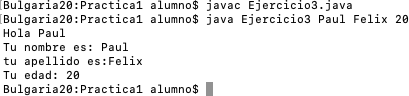 [Bulgaria20:Practica1 alumno$ javac Ejercicio3.java
[Bulgaria20:Practica1 alumno$ java Ejercicio3 Paul Felix 20
Hola Paul
Tu nombre es: Paul
tu apellido es:Felix
Tu edad: 20
Bulgaria20:Practica1 alumno$